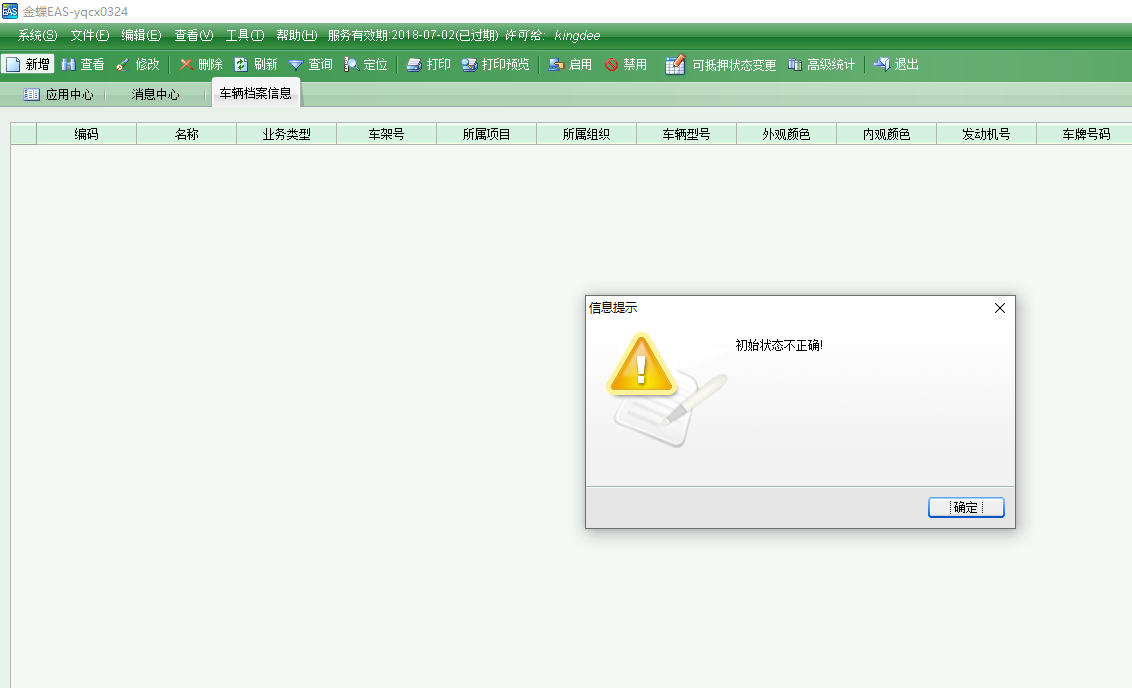 EAS 金蝶EAS-yqcx0324
系统(S) 文件(F) 编辑(E) 查看(V) 工具(T) 帮助(H) 服务有效期:2018-07-02(已过期) 许可给: kingdee
新增 查看 修改 删除 刷新 查询 定位 打印 打印预览 启用 禁用 可抵押状态变更 高级统计 退出
应用中心 消息中心 车辆档案信息
编码 名称 业务类型 车架号 所属项目 所属组织 车辆型号 外观颜色 内观颜色 发动机号 车牌号码
信息提示
初始状态不正确!
确定